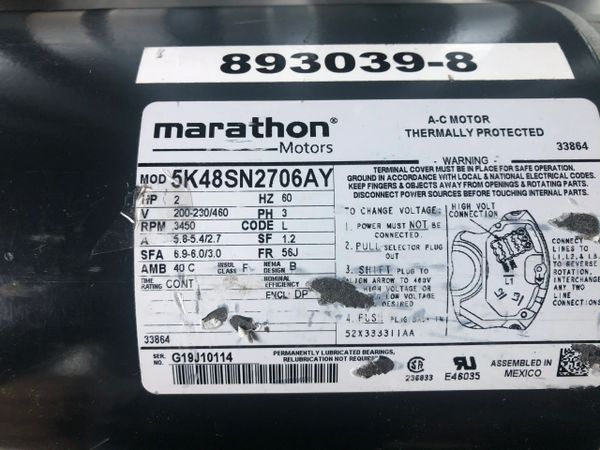 893039-8
marathon®
Motors
A-C MOTOR
THERMALLY PROTECTED
33864
MOD 5K48SN2706AY
HP 2 HZ 60
V 200-230/460 PH 3
RPM 3450 CODE L
A 5.8-5.4/2.7 SF 1.2
SFA 6.9-6.0/3.0 FR 56J
AMB 40 C INSUL CLASS F NEMA DESIGN B
TIME RATING CONT NOMINAL EFFICIENCY
ENCL DP
WARNING
TERMINAL COVER MUST BE IN PLACE FOR SAFE OPERATION.
GROUND IN ACCORDANCE WITH LOCAL & NATIONAL ELECTRICAL CODES.
KEEP FINGERS & OBJECTS AWAY FROM OPENINGS & ROTATING PARTS.
DISCONNECT POWER SOURCES BEFORE TOUCHING INTERNAL PARTS.
TO CHANGE VOLTAGE:
1. POWER MUST NOT BE
CONNECTED.
2. PULL SELECTOR PLUG
OUT
3. SHIFT PLUG
ALIGN ARROW TO 460V
HIGH VOLTAGE OR
LOW VOLTAGE
DESIRED
4. PUSH PLUG BACK IN!
52X333311AA
HIGH VOLT
CONNECTION
L1
CONNECT
LINES TO
L1, L2, & L3.
TO REVERSE
ROTATION,
INTERCHANGE
ANY TWO
LINE
CONNECTIONS
33864
SER. NO. G19J10114
PERMANENTLY LUBRICATED BEARINGS,
RELUBRICATION NOT REQUIRED
SA
236833
E46035
ASSEMBLED IN
MEXICO